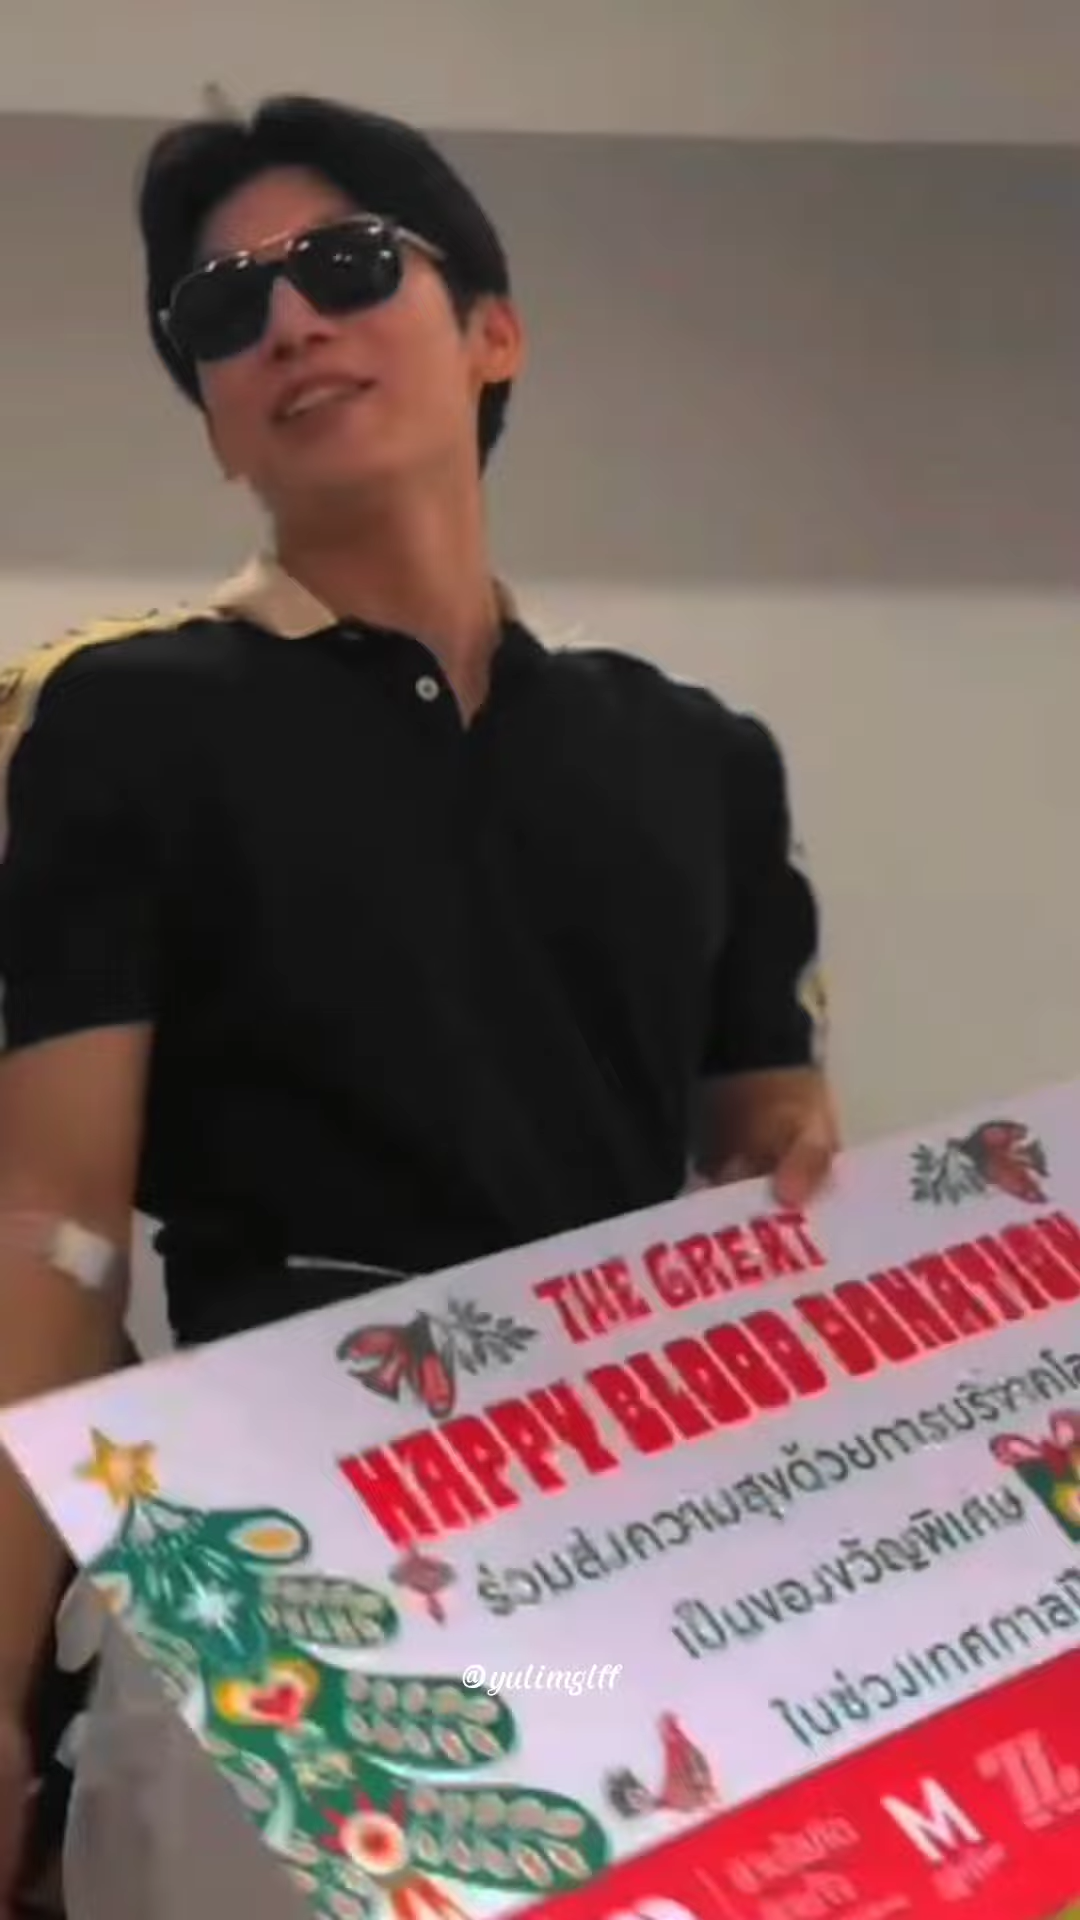 THE GREAT
HAPPY BLOOD DONATION
ร่วมส่งความสุขด้วยการบริจาคโล
เป็นของขวัญพิเศษ
ในช่วงเทศกาลปี
@yulimglff
M